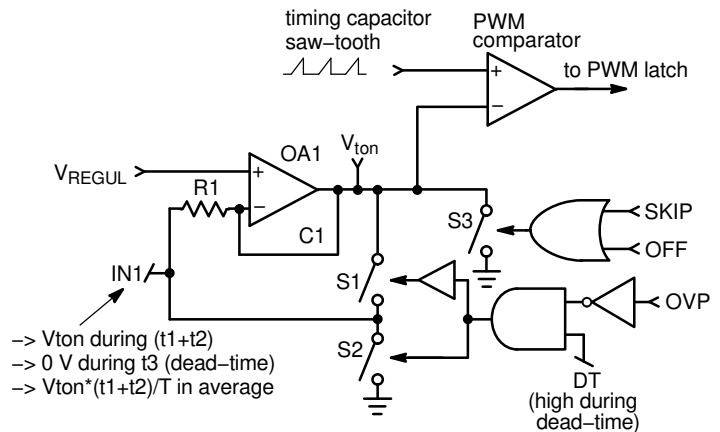 timing capacitor
saw−tooth
PWM
comparator
+
−
to PWM latch
Vton
OA1
VREGUL
+
R1
−
C1
S3
SKIP
OFF
IN1
S1
OVP
S2
−> Vton during (t1+t2)
−> 0 V during t3 (dead−time)
−> Vton*(t1+t2)/T in average
DT
(high during
dead−time)